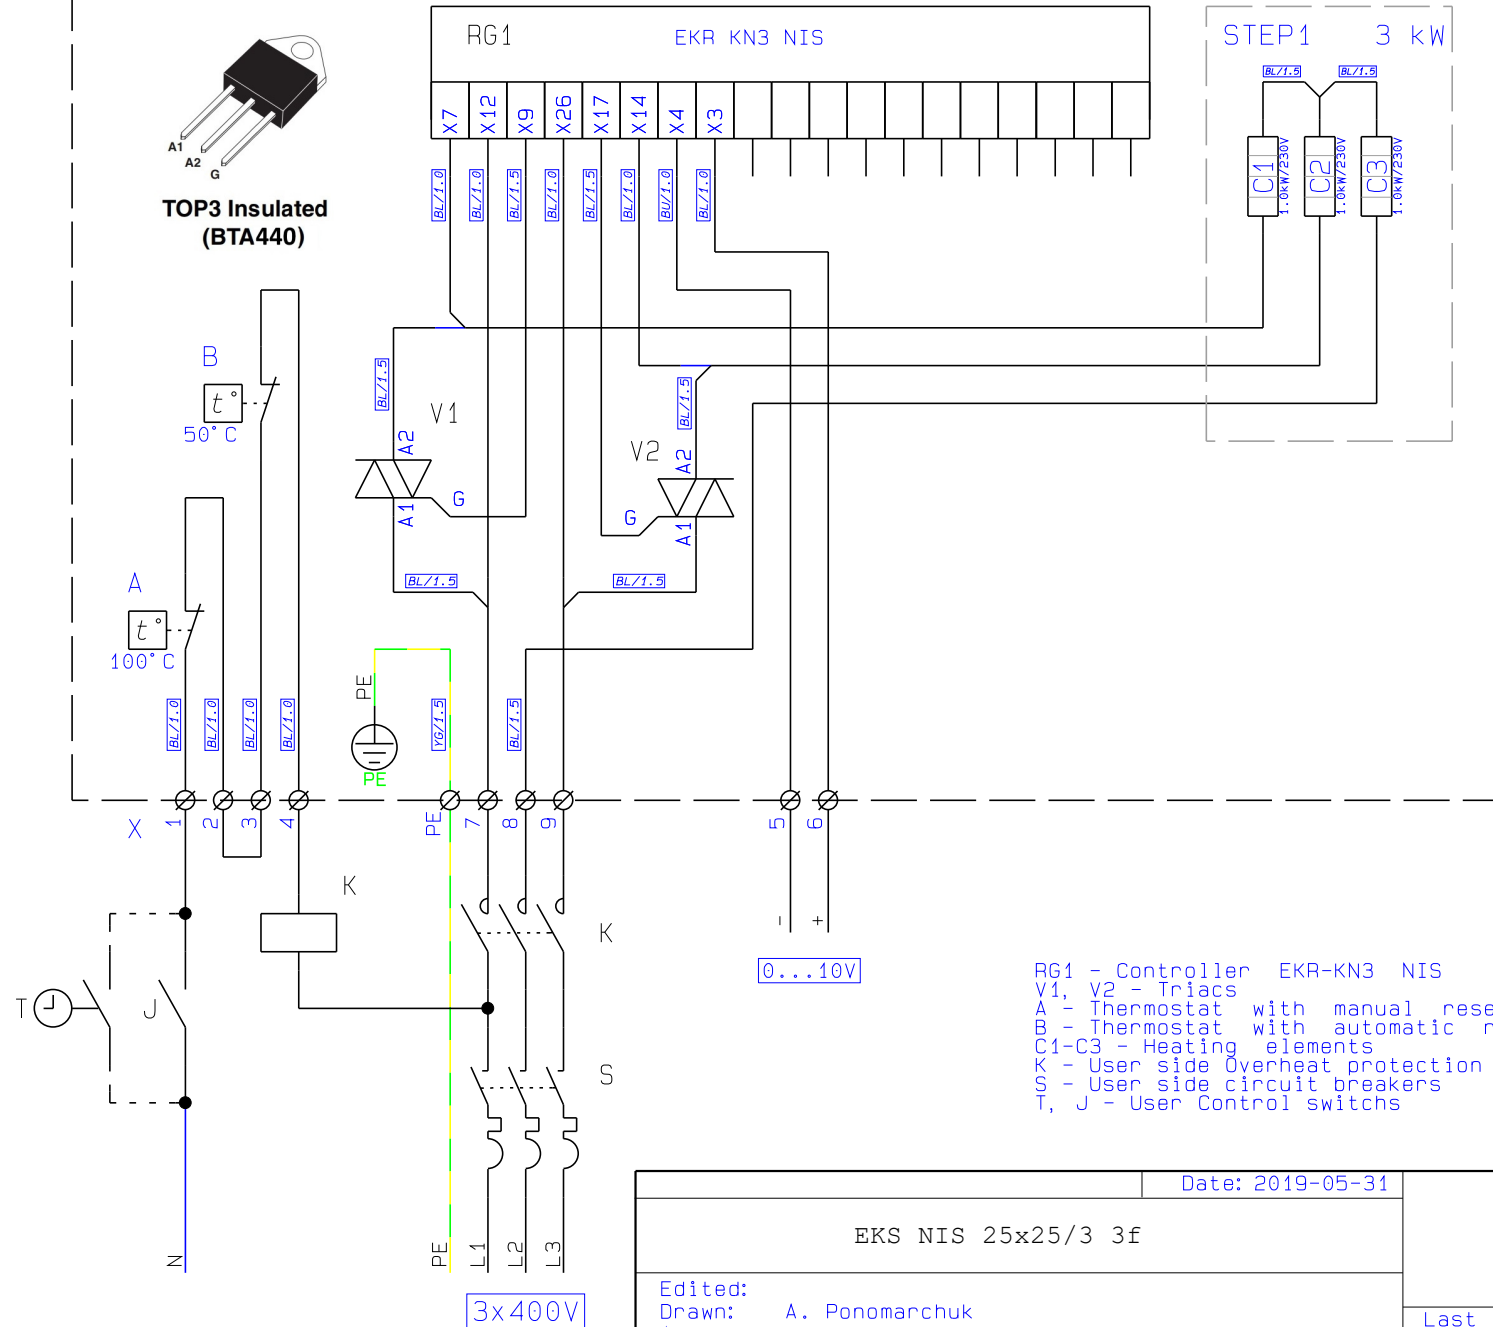 RG1
EKR KN3 NIS
STEP1
3 kW
BL/1.5
BL/1.5
X7
X12
X9
X26
X17
X14
X4
X3
A1
A2
G
TOP3 Insulated
(BTA440)
C1
1.0kW/230V
C2
1.0kW/230V
C3
1.0kW/230V
BL/1.0
BL/1.0
BL/1.5
BL/1.0
BL/1.5
BL/1.0
BU/1.0
BL/1.0
B
t°
50°C
BL/1.5
BL/1.5
V1
A2
G
A1
V2
A2
G
A1
BL/1.5
BL/1.5
A
t°
100°C
BL/1.0
BL/1.0
BL/1.0
BL/1.0
PE
PE
YG/1.5
BL/1.5
X
1
2
3
4
PE
7
8
9
5
6
K
K
-
+
0...10V
T
J
S
RG1 - Controller EKR-KN3 NIS
V1, V2 - Triacs
A - Thermostat with manual rese
B - Thermostat with automatic r
C1-C3 - Heating elements
K - User side Overheat protection
S - User side circuit breakers
T, J - User Control switchs
N
PE
L1
L2
L3
3x400V
Date: 2019-05-31
EKS NIS 25x25/3 3f
Edited:
Drawn: A. Ponomarchuk
Last